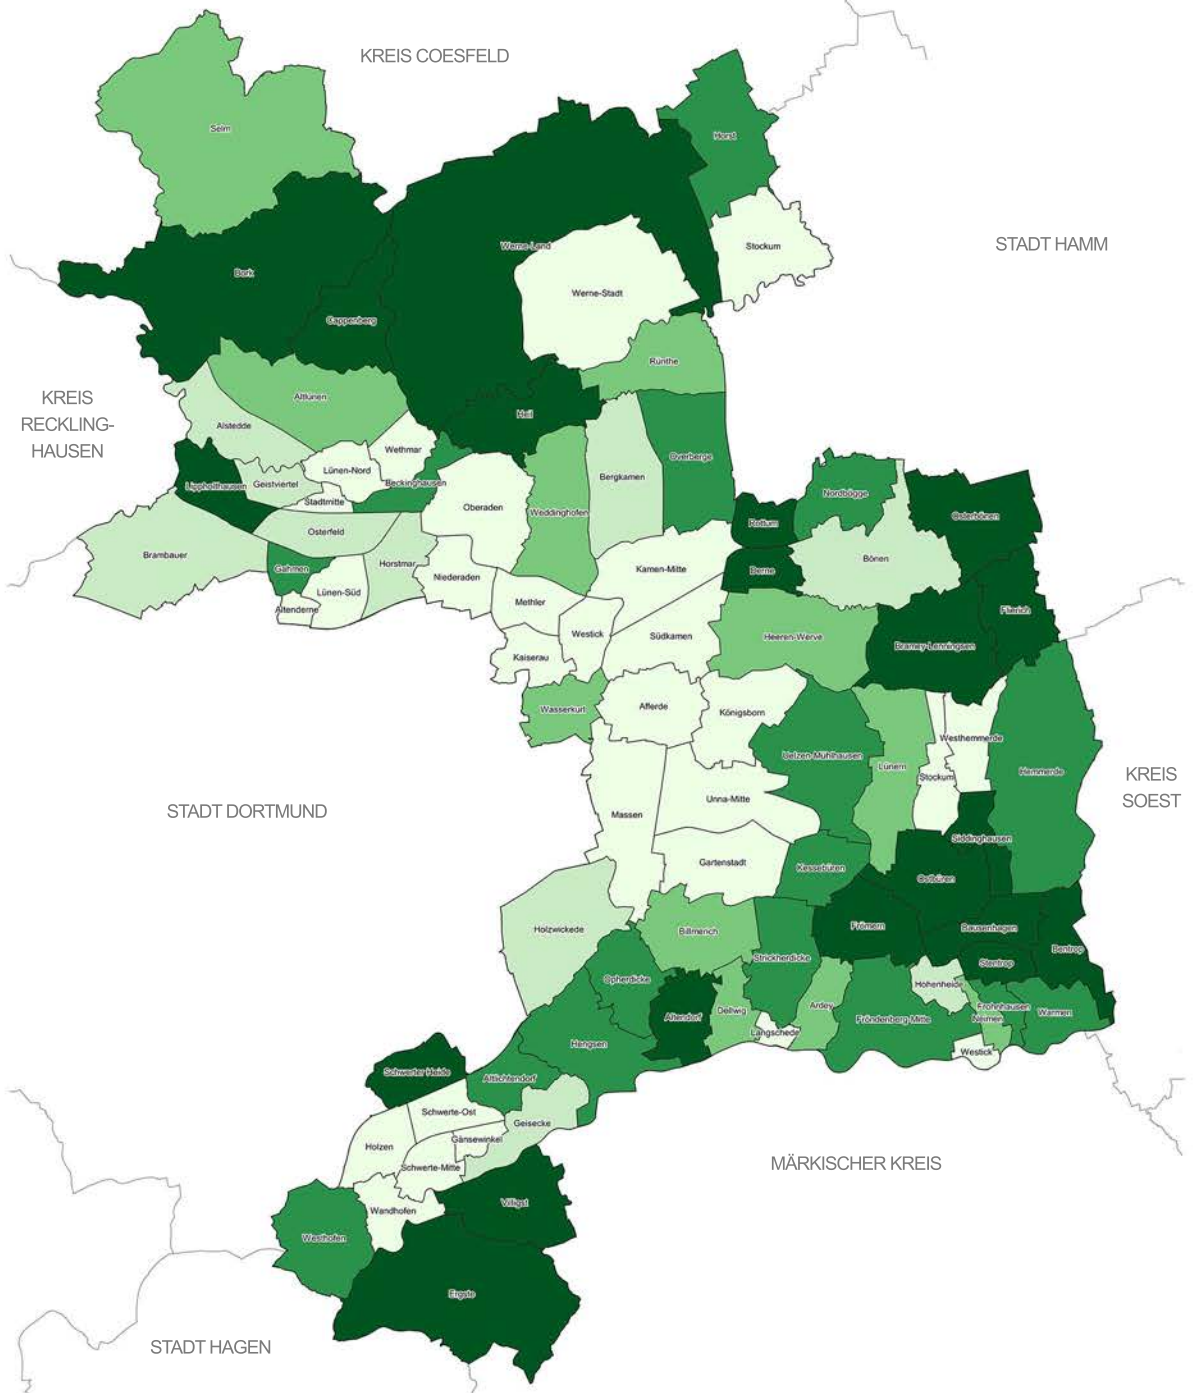 KREIS COESFELD
Selm
Horst
STADT HAMM
Werne-Land
Stockum
Bork
Werne-Stadt
Cappenberg
Rünthe
KREIS
RECKLING-
HAUSEN
Altlünen
Heil
Alstedde
Wethmar
Overberge
Lünen-Nord
Bergkamen
Lippholthausen
Geistviertel
Beckinghausen
Nordbögge
Stadtmitte
Oberaden
Weddinghofen
Osterbönen
Rottum
Osterfeld
Brambauer
Bönen
Horstmar
Gahmen
Kamen-Mitte
Derne
Niederaden
Lünen-Süd
Methler
Altenderne
Flierich
Westick
Südkamen
Heeren-Werve
Bramey-Lenningsen
Kaiserau
Wasserkurl
Afferde
Königsborn
Westhemmerde
Uelzen-Mühlhausen
Lünern
Stockum
Hemmerde
KREIS
SOEST
STADT DORTMUND
Unna-Mitte
Massen
Siddinghausen
Gartenstadt
Kessebüren
Ostbüren
Holzwickede
Billmerich
Frömern
Bausenhagen
Bentrop
Strickherdicke
Stentrop
Opherdicke
Hohenheide
Ardey
Frohnhausen
Neimen
Warmen
Dellwig
Altendorf
Fröndenberg-Mitte
Langschede
Hengsen
Westick
Schwerter Heide
Altlichtendorf
Schwerte-Ost
Geisecke
Gänsewinkel
Holzen
Schwerte-Mitte
MÄRKISCHER KREIS
Villigst
Wandhofen
Westhofen
Ergste
STADT HAGEN